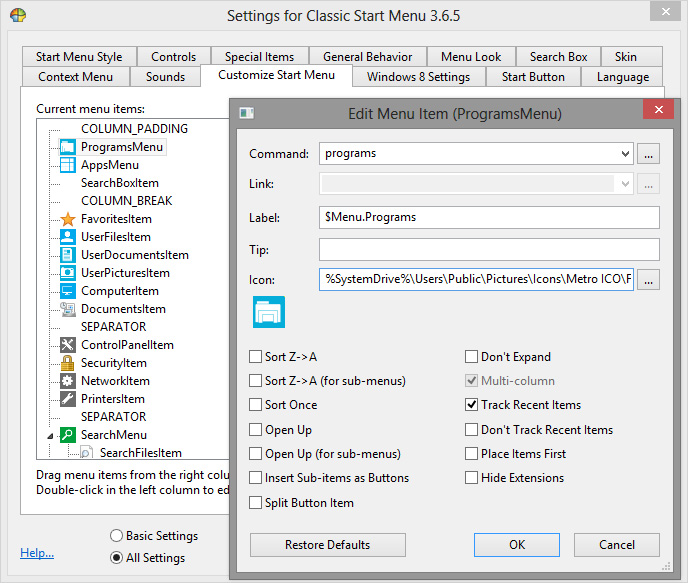 Settings for Classic Start Menu 3.6.5
Start Menu Style
Controls
Special Items
General Behavior
Menu Look
Search Box
Skin
Context Menu
Sounds
Customize Start Menu
Windows 8 Settings
Start Button
Language
Current menu items:
COLUMN_PADDING
ProgramsMenu
AppsMenu
SearchBoxItem
COLUMN_BREAK
FavoritesItem
UserFilesItem
UserDocumentsItem
UserPicturesItem
ComputerItem
DocumentsItem
SEPARATOR
ControlPanelItem
SecurityItem
NetworkItem
PrintersItem
SEPARATOR
SearchMenu
SearchFilesItem
Drag menu items from the right colu
Double-click in the left column to ed
Help...
Basic Settings
All Settings
Edit Menu Item (ProgramsMenu)
Command:
programs
...
Link:
...
Label:
$Menu.Programs
Tip:
Icon:
%SystemDrive%\Users\Public\Pictures\Icons\Metro ICO\F
...
Sort Z->A
Don't Expand
Sort Z->A (for sub-menus)
Multi-column
Sort Once
Track Recent Items
Open Up
Don't Track Recent Items
Open Up (for sub-menus)
Place Items First
Insert Sub-items as Buttons
Hide Extensions
Split Button Item
Restore Defaults
OK
Cancel